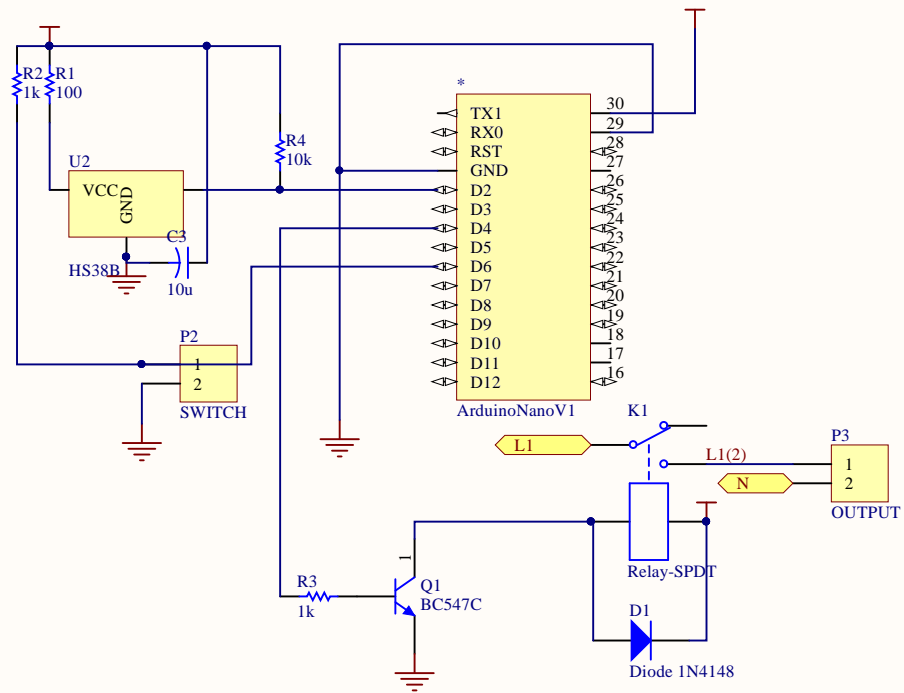 R2
1k
R1
100
R4
10k
U2
VCC
GND
HS38B
C3
10u
P2
1
2
SWITCH
*
TX1
RX0
RST
GND
D2
D3
D4
D5
D6
D7
D8
D9
D10
D11
D12
30
29
28
27
26
25
24
23
22
21
20
19
18
17
16
ArduinoNanoV1
K1
L1
L1(2)
N
P3
1
2
OUTPUT
Relay-SPDT
R3
1k
1
Q1
BC547C
D1
Diode 1N4148